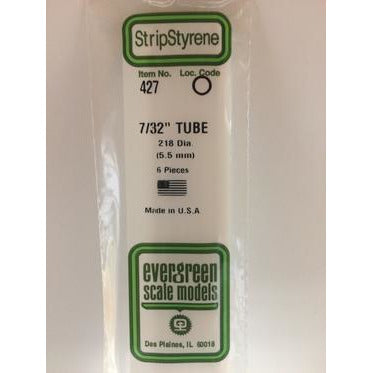 StripStyrene
Item No. Loc. Code
427
7/32" TUBE
218 Dia.
(5.5 mm)
6 Pieces
Made in U.S.A
evergreen
scale models
Des Plaines, IL 60018